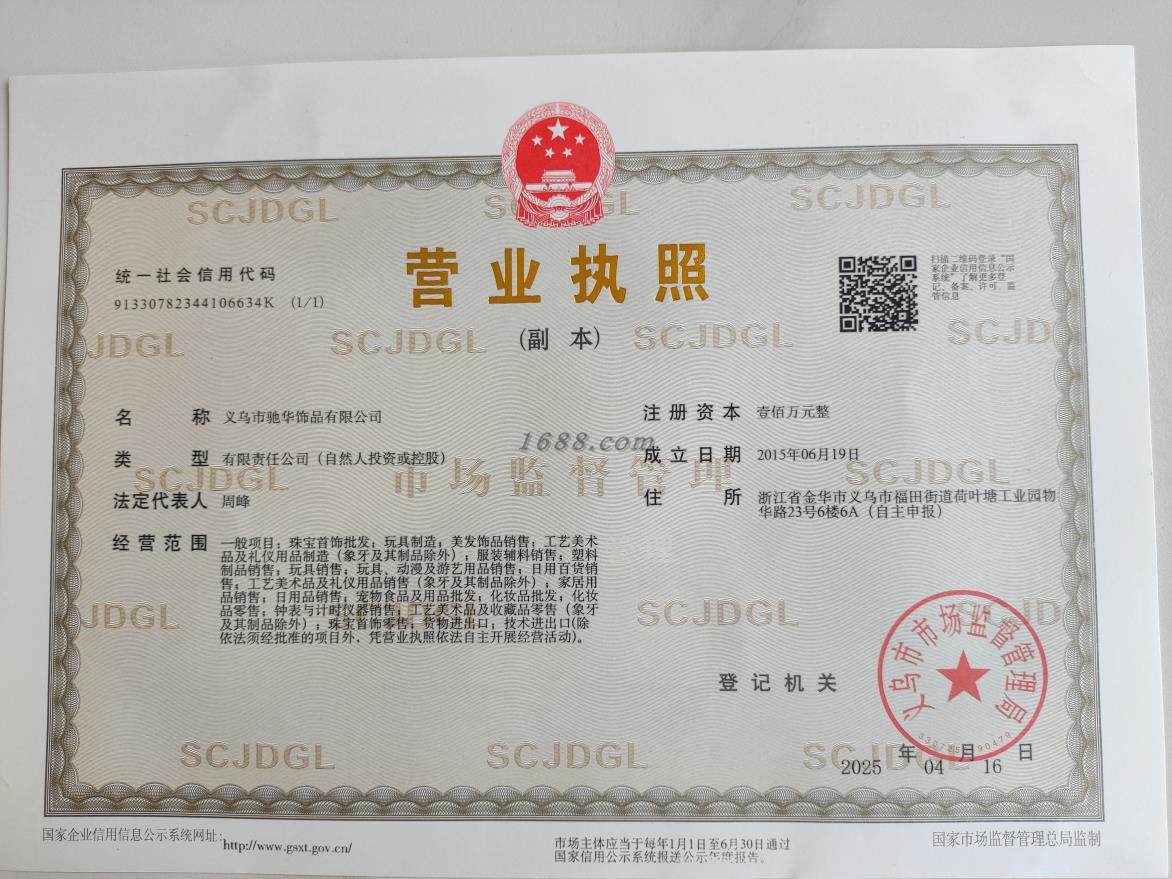 SCJDGL SCJDGL SCJDGL
营业执照
(副 本)
统一社会信用代码
91330782344106634K (1/1)
扫描二维码登录“国
家企业信用信息公示
系统”了解更多登
记、备案、许可、监
管信息
JDGL SCJDGL SCJDGL SCJD
名 称 义乌市驰华饰品有限公司
类 型 有限责任公司（自然人投资或控股）
法定代表人 周峰
经营范围 一般项目：珠宝首饰批发；玩具制造；美发饰品销售；工艺美术
品及礼仪用品制造（象牙及其制品除外）；服装辅料销售；塑料
制品销售；玩具销售；玩具、动漫及游艺用品销售；日用百货销
售；工艺美术品及礼仪用品销售（象牙及其制品除外）；家居用
品销售；日用品销售；宠物食品及用品批发；化妆品批发；化妆
品零售；钟表与计时仪器销售；工艺美术品及收藏品零售（象牙
及其制品除外）；珠宝首饰零售；货物进出口；技术进出口(除
依法须经批准的项目外，凭营业执照依法自主开展经营活动)。
注册资本 壹佰万元整
成立日期 2015年06月19日
住 所 浙江省金华市义乌市福田街道荷叶塘工业园物
华路23号6楼6A（自主申报）
1688.com
SCJDGL 市场监督管理 SCJDGL
JDGL SCJDGL SCJD
登记机关
义乌市市场监督管理局
2025 年 04 月 16 日
SCJDGL SCJDGL SCJDGL
国家企业信用信息公示系统网址：http://www.gsxt.gov.cn/
市场主体应当于每年1月1日至6月30日通过
国家信用公示系统报送公示年度报告。
国家市场监督管理总局监制